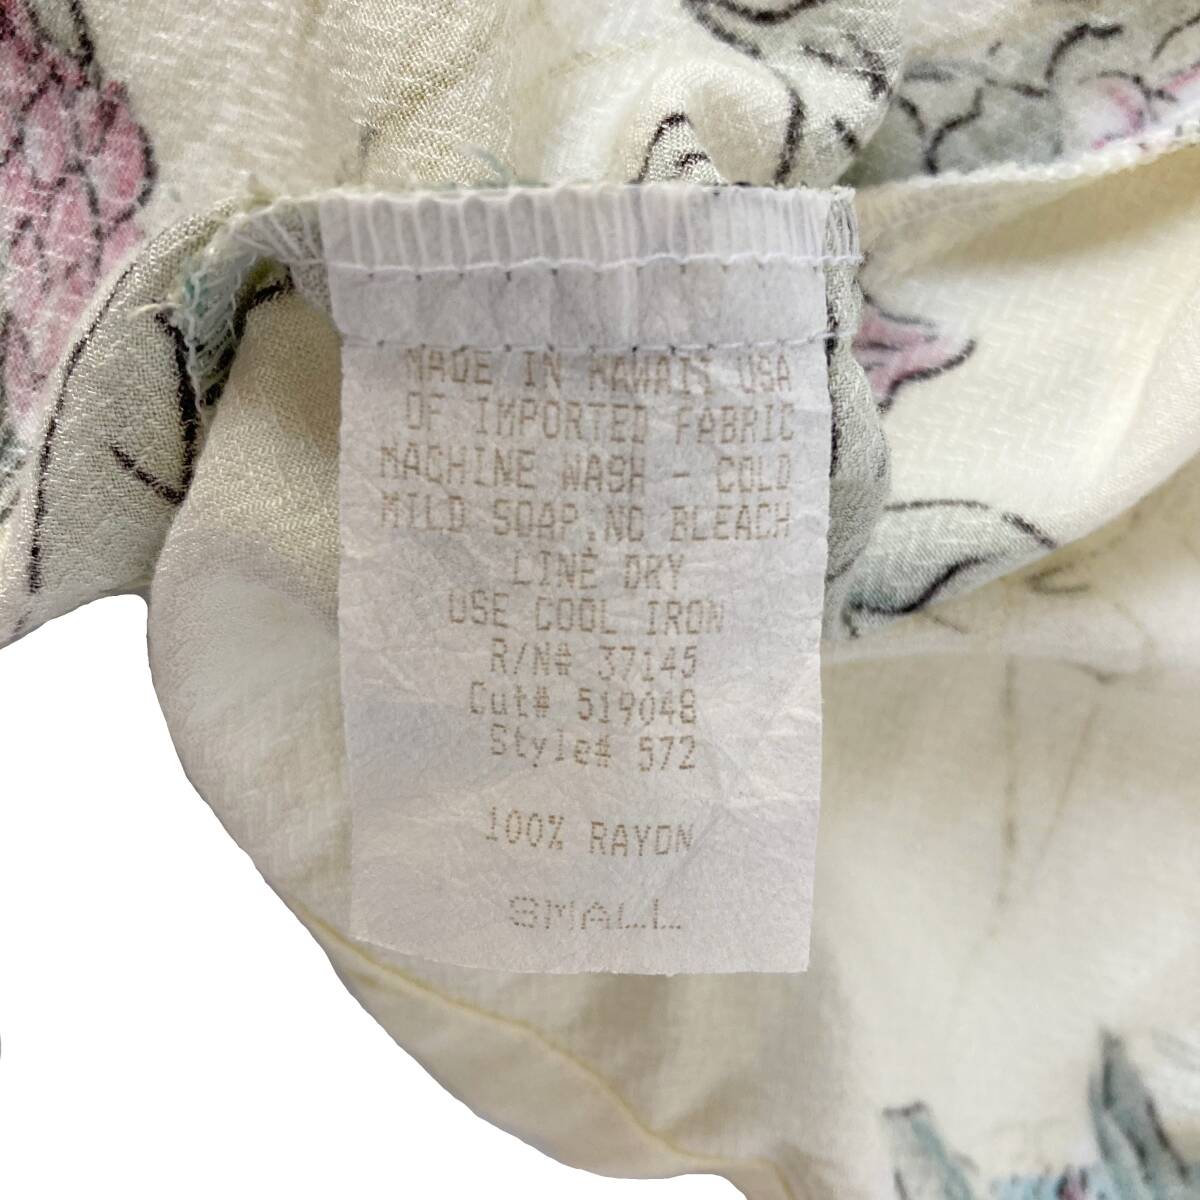 MADE IN HAWAII USA
OF IMPORTED FABRIC
MACHINE WASH - COLD
MILD SOAP.NO BLEACH
LINE DRY
USE COOL IRON
R/N# 37145
Cut# 519048
Style# 572
100% RAYON
SMALL